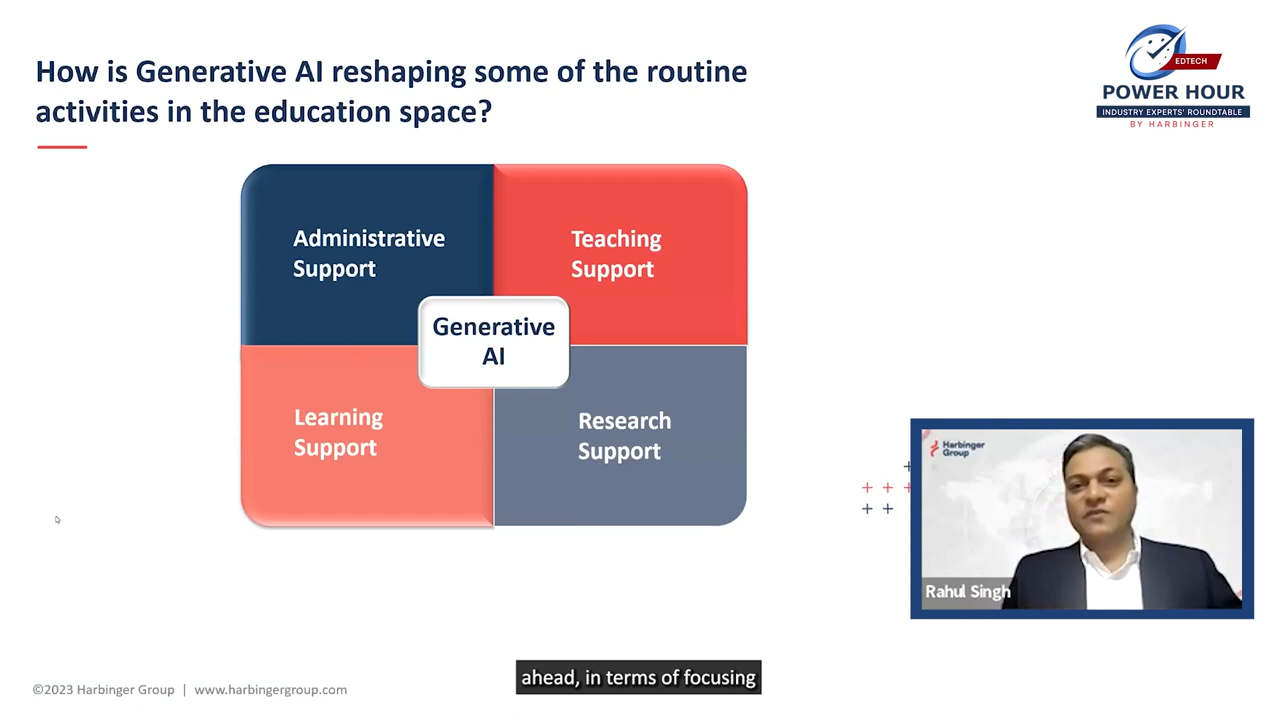 How is Generative AI reshaping some of the routine
activities in the education space?
EDTECH
POWER HOUR
INDUSTRY EXPERTS' ROUNDTABLE
BY HARBINGER
Administrative
Support
Teaching
Support
Generative
AI
Learning
Support
Research
Support
Harbinger
Group
Rahul Singh
ahead, in terms of focusing
©2023 Harbinger Group | www.harbingergroup.com